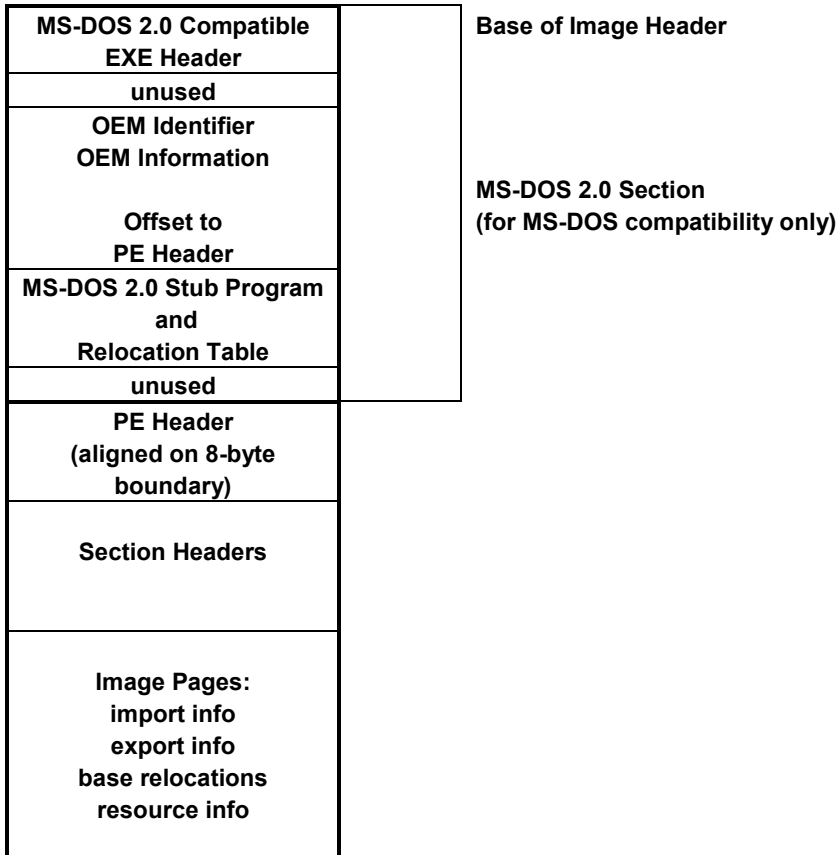 MS-DOS 2.0 Compatible
EXE Header
Base of Image Header
unused
OEM Identifier
OEM Information
Offset to
PE Header
MS-DOS 2.0 Section
(for MS-DOS compatibility only)
MS-DOS 2.0 Stub Program
and
Relocation Table
unused
PE Header
(aligned on 8-byte
boundary)
Section Headers
Image Pages:
import info
export info
base relocations
resource info